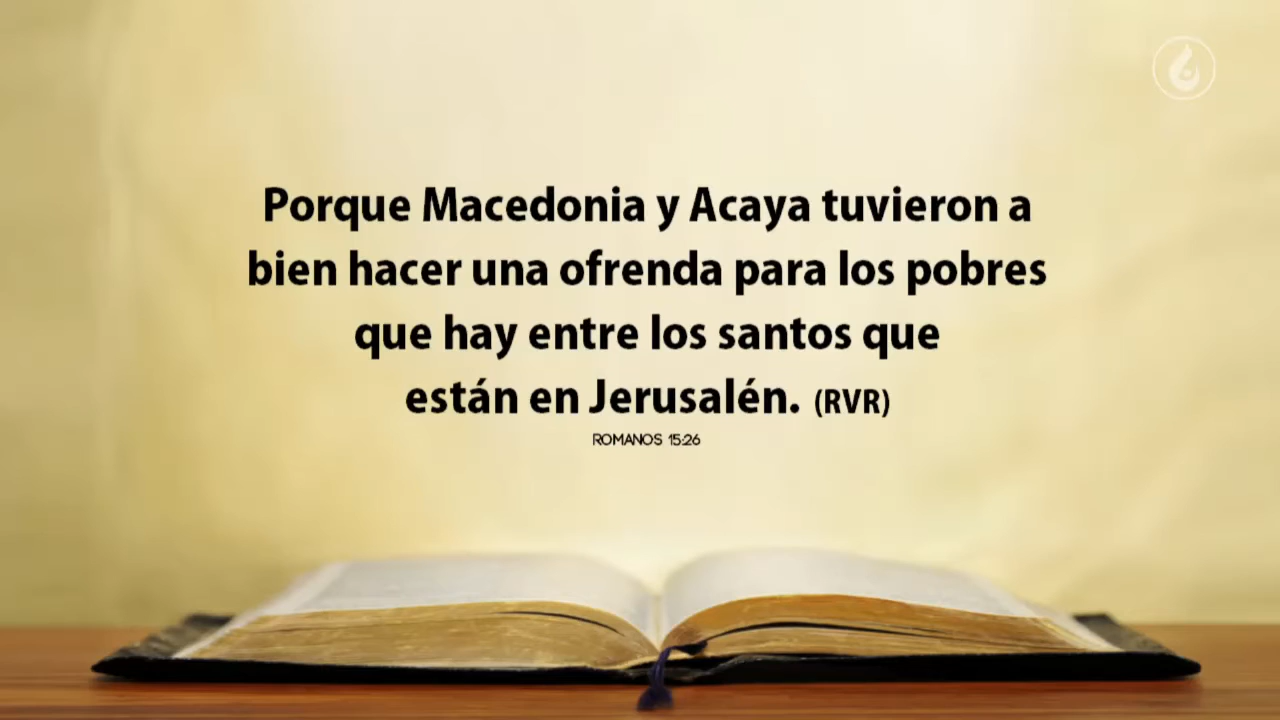 Porque Macedonia y Acaya tuvieron a
bien hacer una ofrenda para los pobres
que hay entre los santos que
están en Jerusalén. (RVR)
ROMANOS 15:26